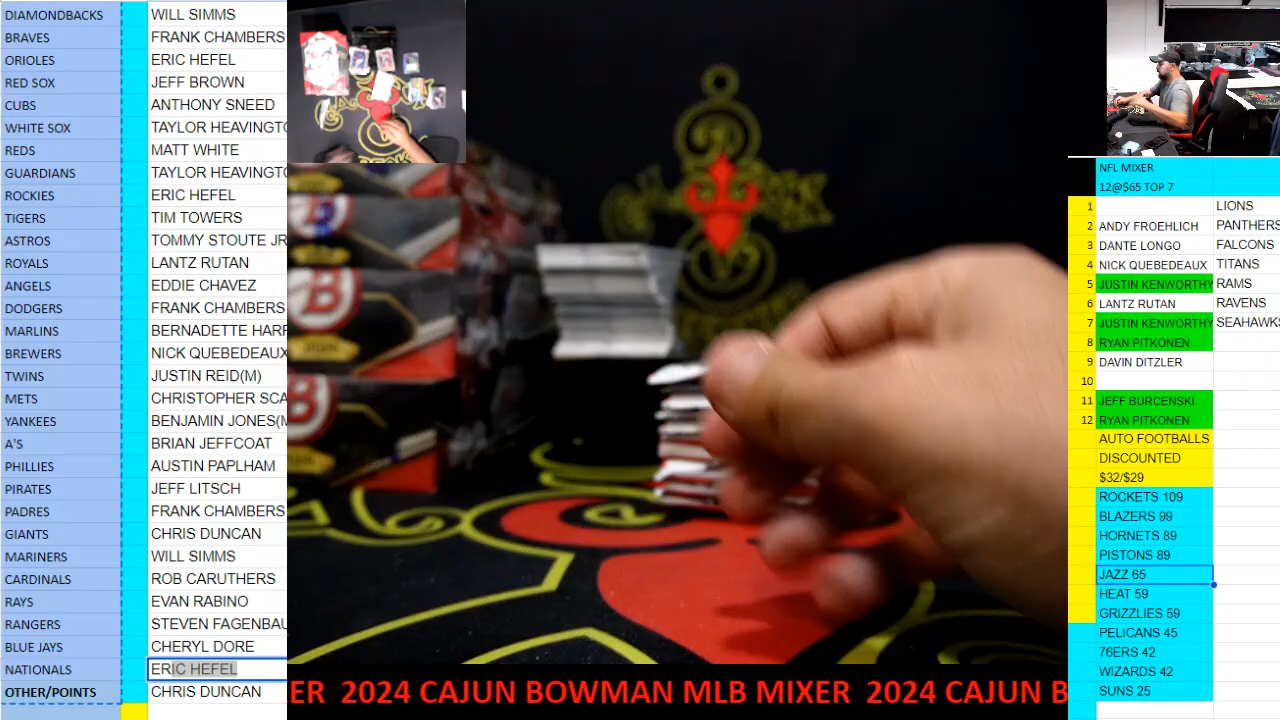 DIAMONDBACKS WILL SIMMS
BRAVES FRANK CHAMBERS
ORIOLES ERIC HEFEL
RED SOX JEFF BROWN
CUBS ANTHONY SNEED
WHITE SOX TAYLOR HEAVINGTO
REDS MATT WHITE
GUARDIANS TAYLOR HEAVINGTO
ROCKIES ERIC HEFEL
TIGERS TIM TOWERS
ASTROS TOMMY STOUTE JR
ROYALS LANTZ RUTAN
ANGELS EDDIE CHAVEZ
DODGERS FRANK CHAMBERS
MARLINS BERNADETTE HARR
BREWERS NICK QUEBEDEAUX
TWINS JUSTIN REID(M)
METS CHRISTOPHER SCA
YANKEES BENJAMIN JONES(M
A'S BRIAN JEFFCOAT
PHILLIES AUSTIN PAPLHAM
PIRATES JEFF LITSCH
PADRES FRANK CHAMBERS
GIANTS CHRIS DUNCAN
MARINERS WILL SIMMS
CARDINALS ROB CARUTHERS
RAYS EVAN RABINO
RANGERS STEVEN FAGENBAU
BLUE JAYS CHERYL DORE
NATIONALS ERIC HEFEL
OTHER/POINTS CHRIS DUNCAN
B
B
ER 2024 CAJUN BOWMAN MLB MIXER 2024 CAJUN B
NFL MIXER
12@$65 TOP 7
1 LIONS
2 ANDY FROEHLICH PANTHERS
3 DANTE LONGO FALCONS
4 NICK QUEBEDEAUX TITANS
5 JUSTIN KENWORTHY RAMS
6 LANTZ RUTAN RAVENS
7 JUSTIN KENWORTHY SEAHAWKS
8 RYAN PITKONEN
9 DAVIN DITZLER
10
11 JEFF BURCENSKI
12 RYAN PITKONEN
AUTO FOOTBALLS
DISCOUNTED
$32/$29
ROCKETS 109
BLAZERS 99
HORNETS 89
PISTONS 89
JAZZ 65
HEAT 59
GRIZZLIES 59
PELICANS 45
76ERS 42
WIZARDS 42
SUNS 25